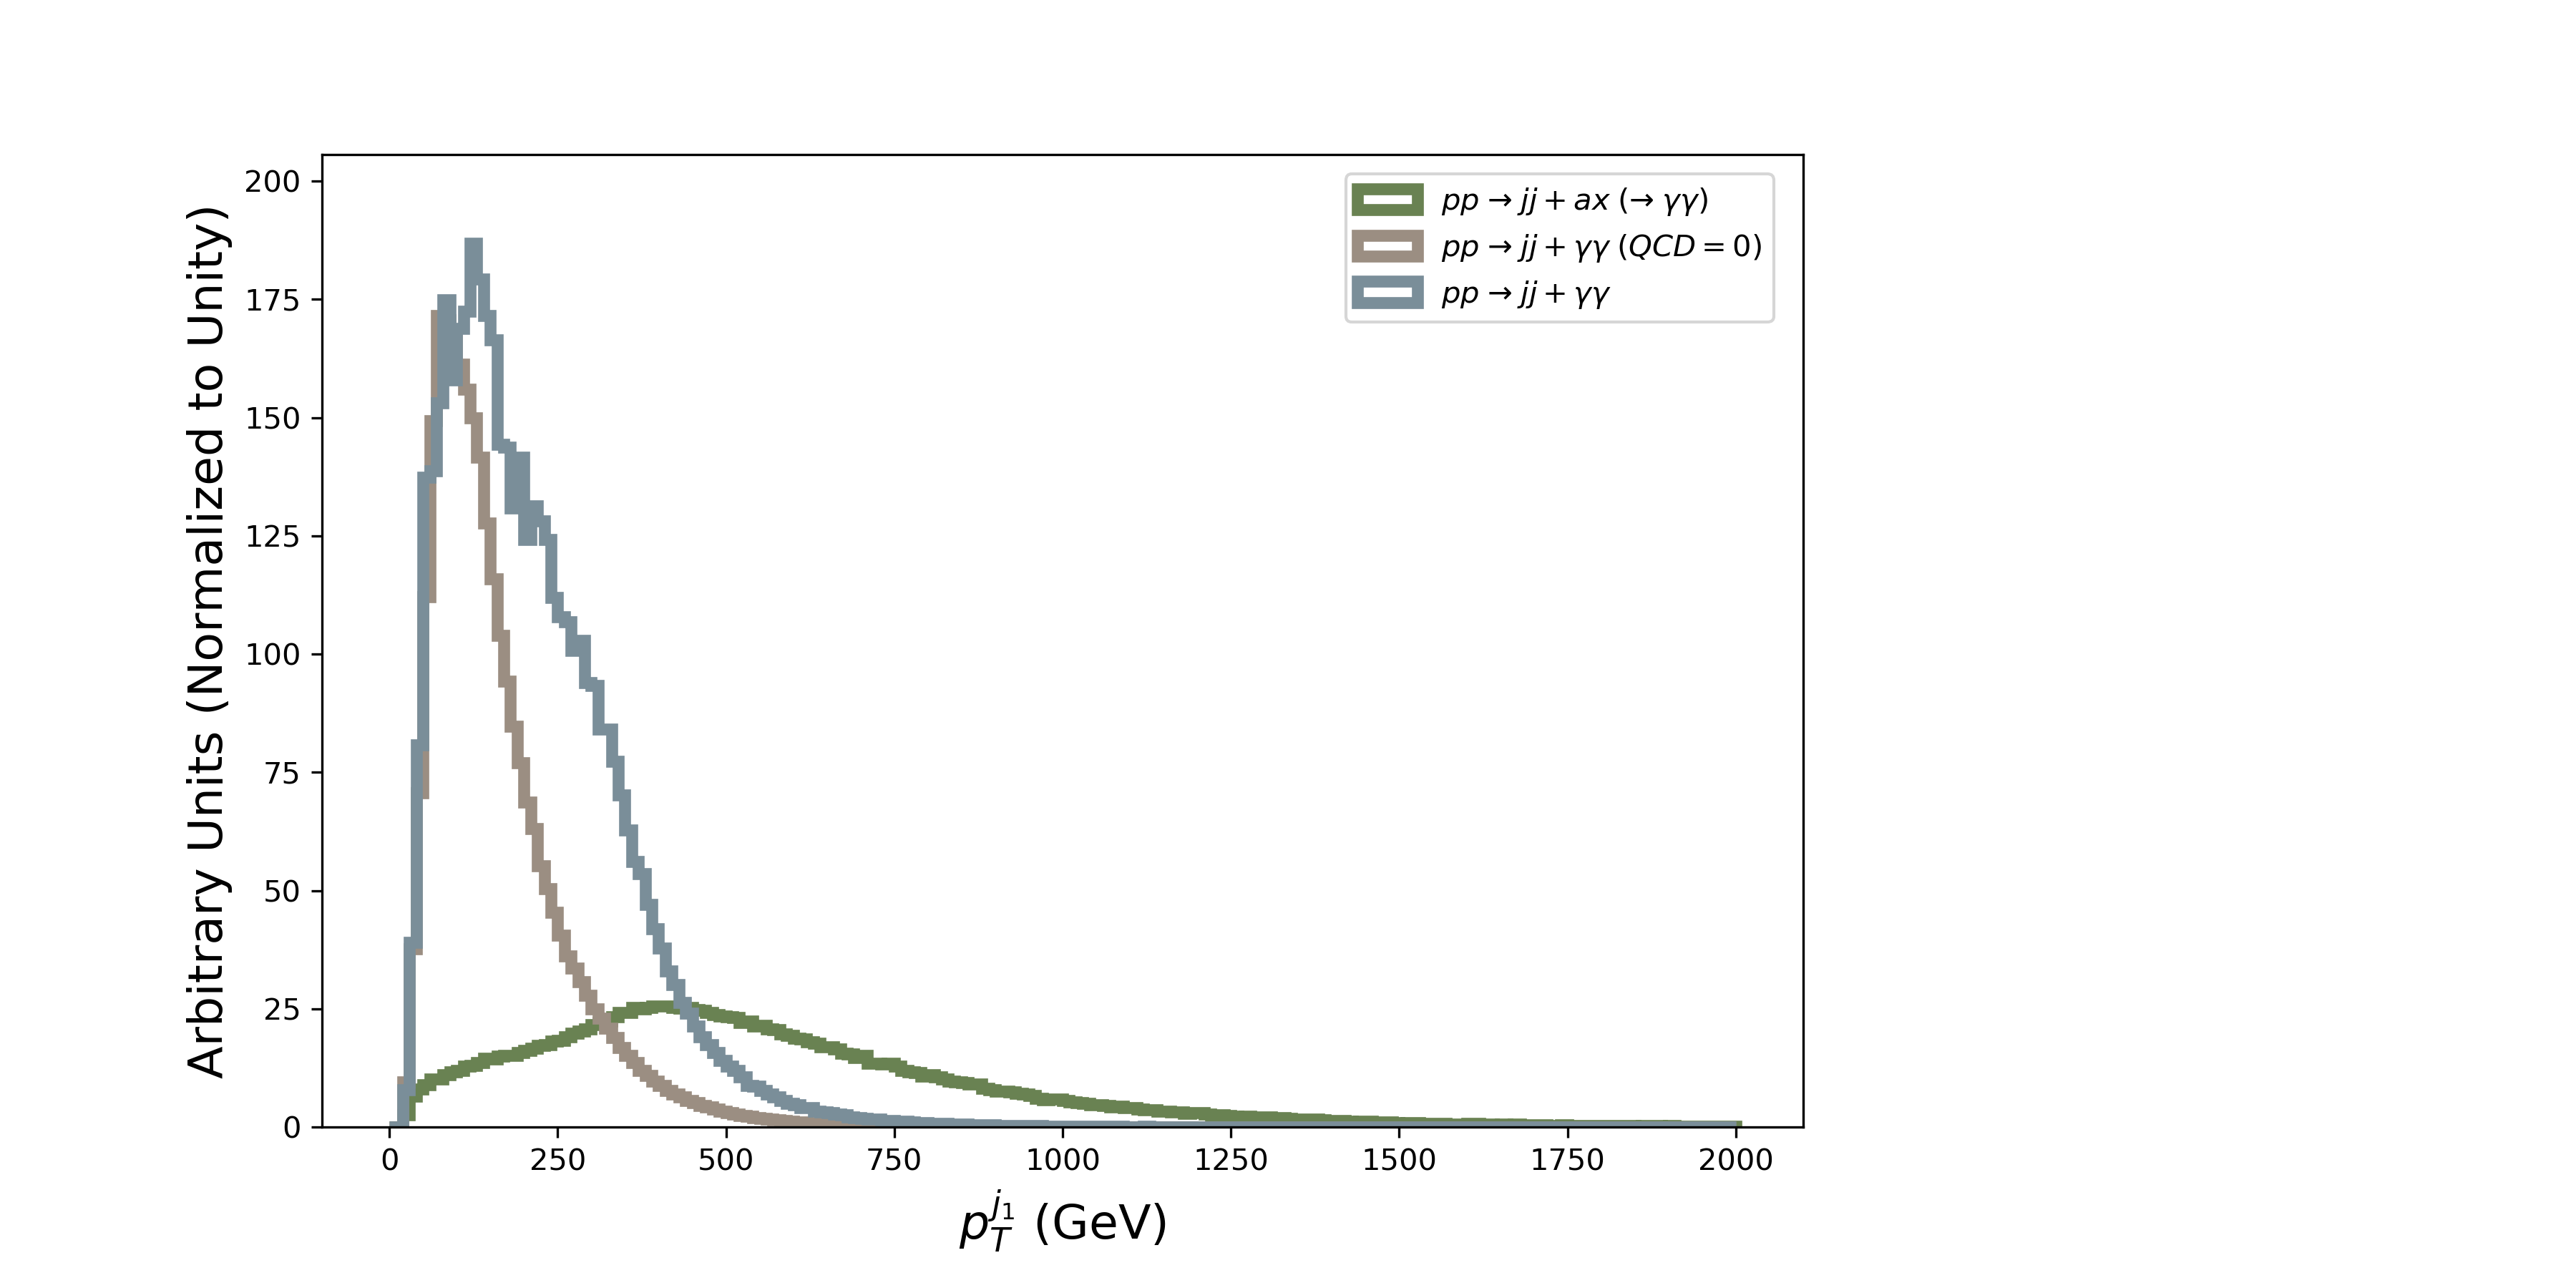 Arbitrary Units (Normalized to Unity)
200
175
150
125
100
75
50
25
0
pp → jj + ax (→ γγ)
pp → jj + γγ (QCD = 0)
pp → jj + γγ
0 250 500 750 1000 1250 1500 1750 2000
p_T^{j_1} (GeV)